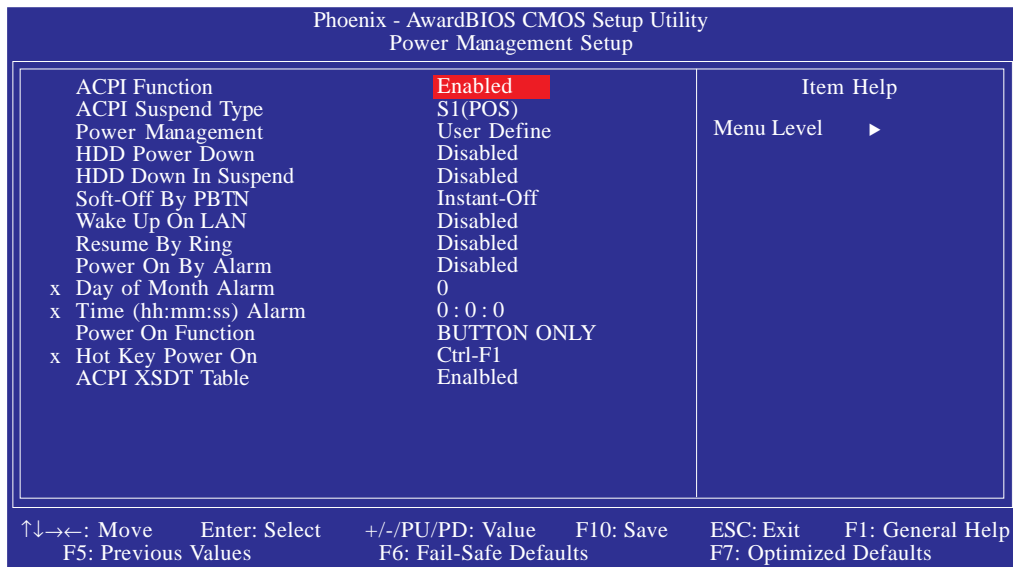 Phoenix - AwardBIOS CMOS Setup Utility
Power Management Setup
ACPI Function Enabled
ACPI Suspend Type S1(POS)
Power Management User Define
HDD Power Down Disabled
HDD Down In Suspend Disabled
Soft-Off By PBTN Instant-Off
Wake Up On LAN Disabled
Resume By Ring Disabled
Power On By Alarm Disabled
x Day of Month Alarm 0
x Time (hh:mm:ss) Alarm 0 : 0 : 0
Power On Function BUTTON ONLY
x Hot Key Power On Ctrl-F1
ACPI XSDT Table Enalbled
Item Help
Menu Level ▶
↑↓→←: Move Enter: Select +/-/PU/PD: Value F10: Save ESC: Exit F1: General Help
F5: Previous Values F6: Fail-Safe Defaults F7: Optimized Defaults